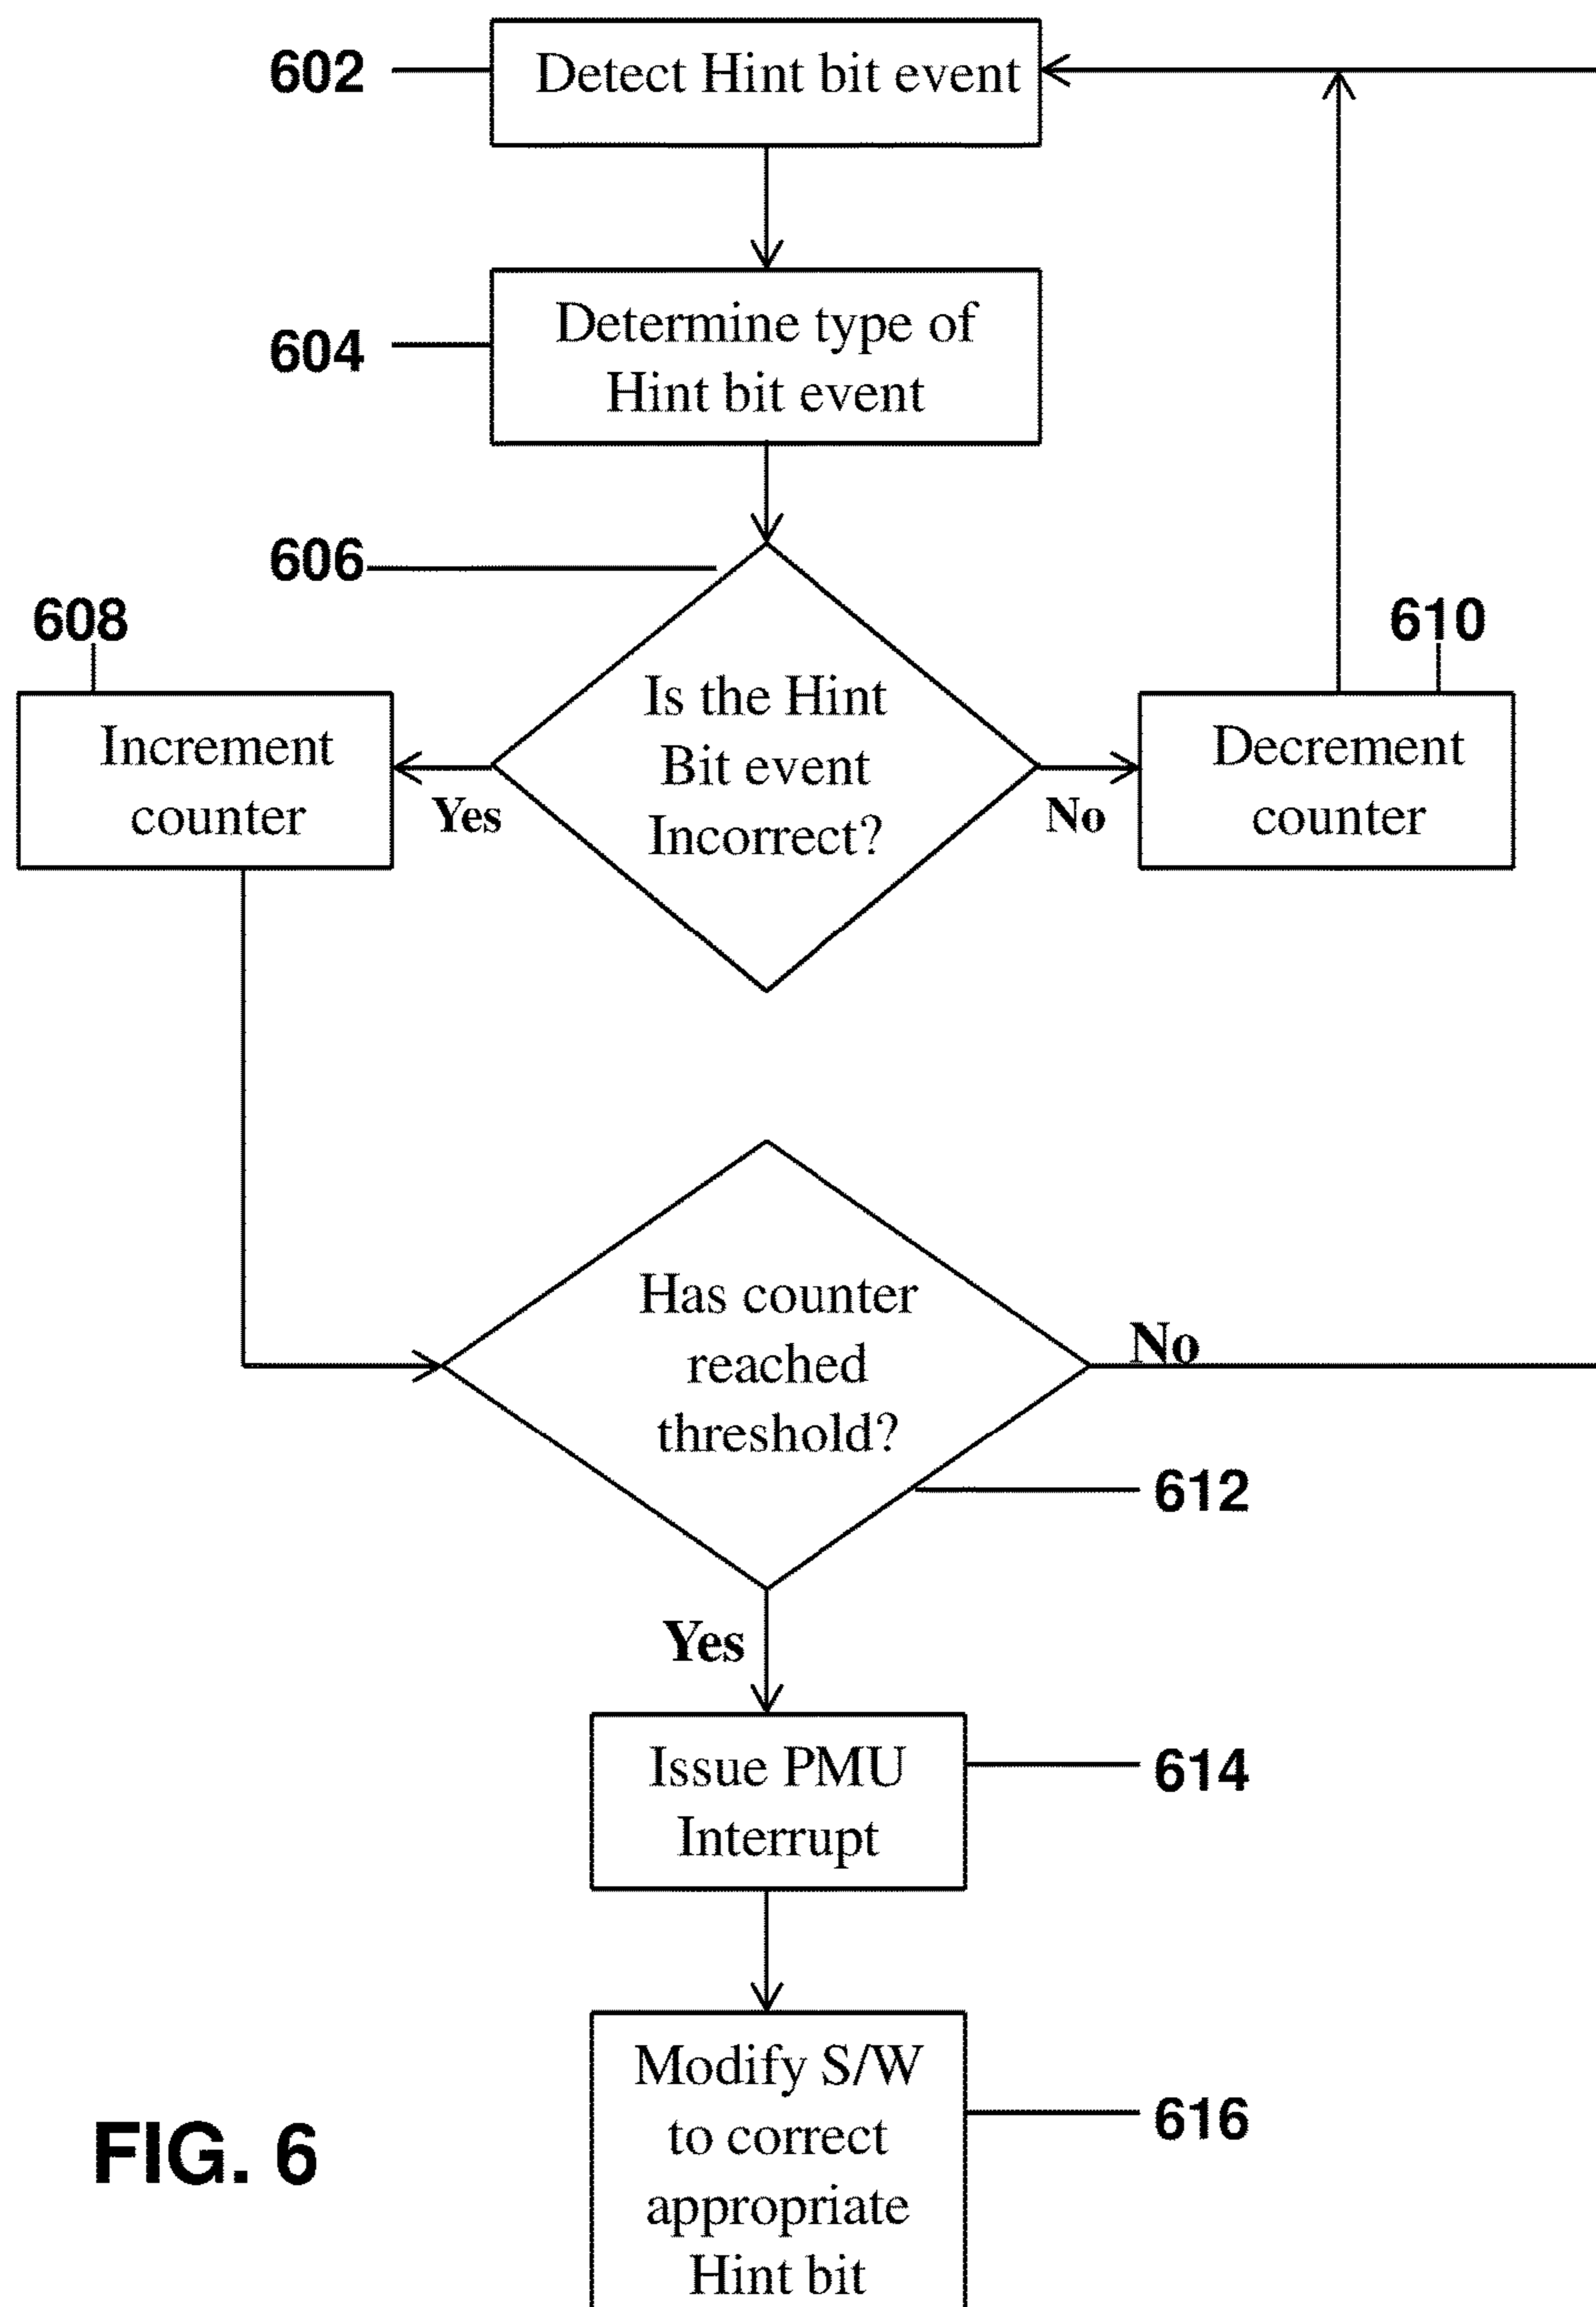 602
Detect Hint bit event
604
Determine type of
Hint bit event
606
608
610
Is the Hint
Bit event
Incorrect?
Increment
counter
Yes
No
Decrement
counter
Has counter
reached
threshold?
No
612
Yes
Issue PMU
Interrupt
614
Modify S/W
to correct
appropriate
Hint bit
616
FIG. 6